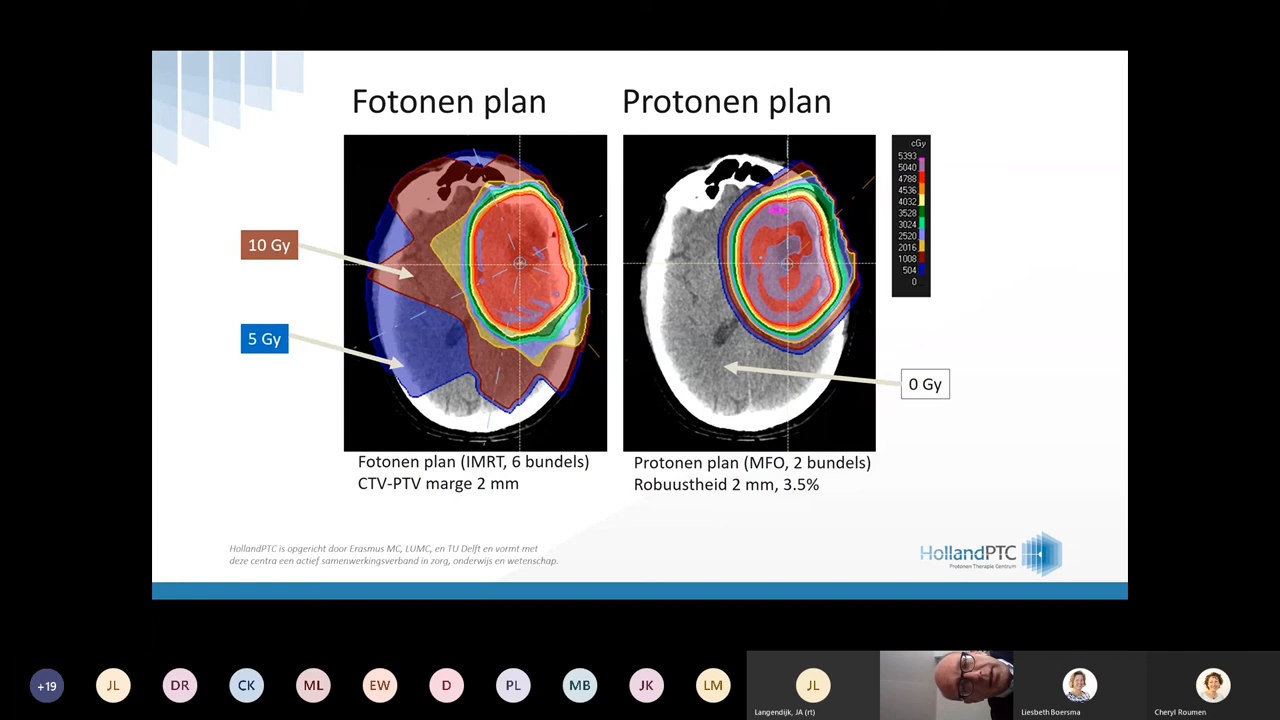 Fotonen plan
Protonen plan
cGy
5393
5040
4788
4536
4032
3528
3024
2520
2016
1008
504
0
10 Gy
5 Gy
0 Gy
Fotonen plan (IMRT, 6 bundels)
CTV-PTV marge 2 mm
Protonen plan (MFO, 2 bundels)
Robuustheid 2 mm, 3.5%
HollandPTC is opgericht door Erasmus MC, LUMC, en TU Delft en vormt met
deze centra een actief samenwerkingsverband in zorg, onderwijs en wetenschap.
HollandPTC
Protonen Therapie Centrum
+19
JL
DR
CK
ML
EW
D
PL
MB
JK
LM
JL
Langendijk, JA (rt)
Liesbeth Boersma
Cheryl Roumen